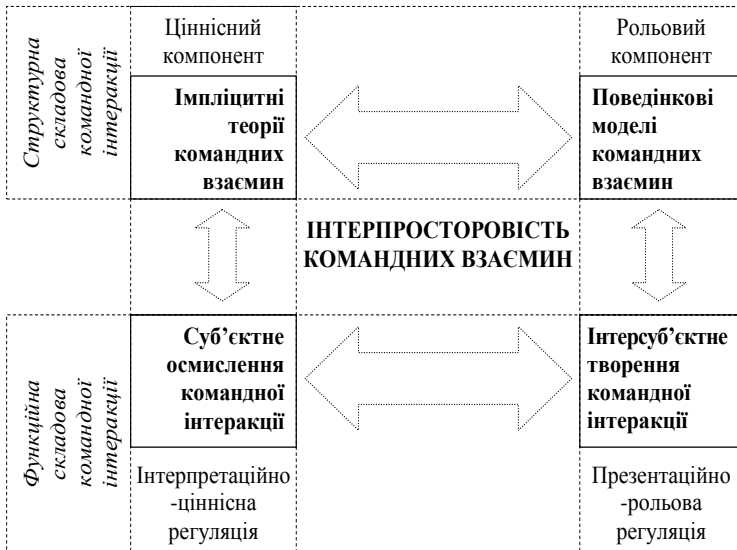 Структурна
складова
командної
інтеракції
Ціннісний
компонент
Рольовий
компонент
Імпліцитні
теорії
командних
взаємин
Поведінкові
моделі
командних
взаємин
ІНТЕРПРОСТОРОВІСТЬ
КОМАНДНИХ ВЗАЄМИН
Функційна
складова
командної
інтеракції
Суб’єктне
осмислення
командної
інтеракції
Інтерсуб’єктне
творення
командної
інтеракції
Інтерпретаційно
-ціннісна
регуляція
Презентаційно
-рольова
регуляція